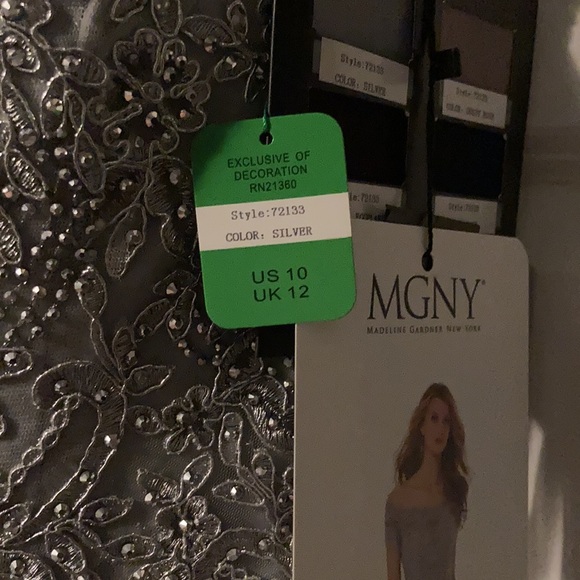 Style:72133
COLOR: SILVER
EXCLUSIVE OF
DECORATION
RN21360
Style:72133
COLOR: SILVER
US 10
UK 12
MGNY
MADELINE GARDNER NEW YORK